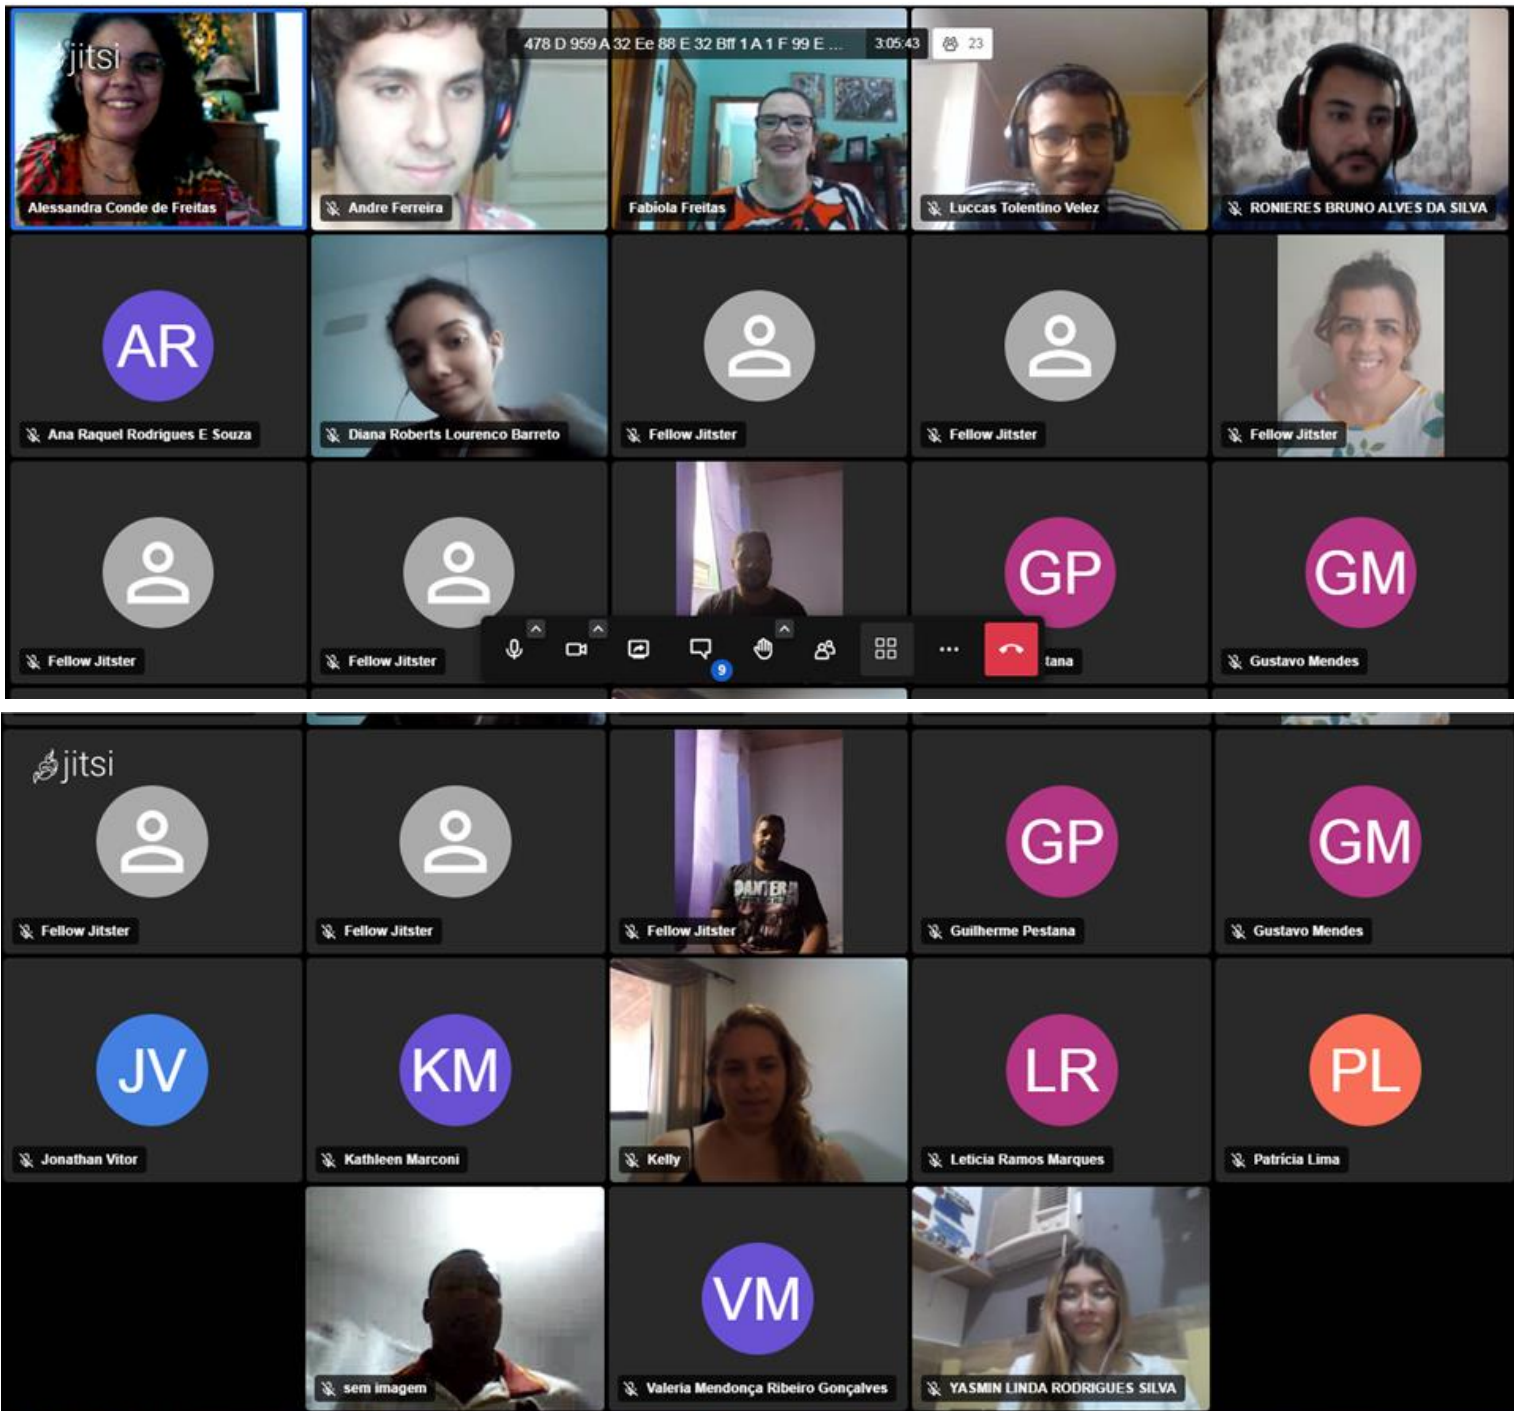 jitsi
478 D 959 A 32 Ee 88 E 32 Bff 1 A 1 F 99 E ... 3:05:43 23
Alessandra Conde de Freitas
Andre Ferreira
Fabiola Freitas
Luccas Tolentino Velez
RONIERES BRUNO ALVES DA SILVA
AR
Ana Raquel Rodrigues E Souza
Diana Roberts Lourenco Barreto
Fellow Jitster
Fellow Jitster
Fellow Jitster
GP
GM
Fellow Jitster
Fellow Jitster
tana
Gustavo Mendes
9
jitsi
GP
GM
PANTERA
Fellow Jitster
Fellow Jitster
Fellow Jitster
Guilherme Pestana
Gustavo Mendes
JV
KM
LR
PL
Jonathan Vitor
Kathleen Marconi
Kelly
Leticia Ramos Marques
Patrícia Lima
VM
sem imagem
Valeria Mendonça Ribeiro Gonçalves
YASMIN LINDA RODRIGUES SILVA